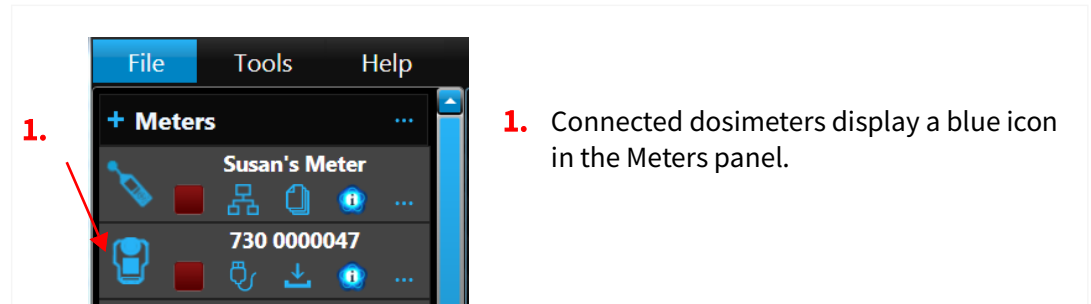 File Tools Help
+ Meters ...
1.
Susan's Meter
...
730 0000047
...
1. Connected dosimeters display a blue icon
in the Meters panel.